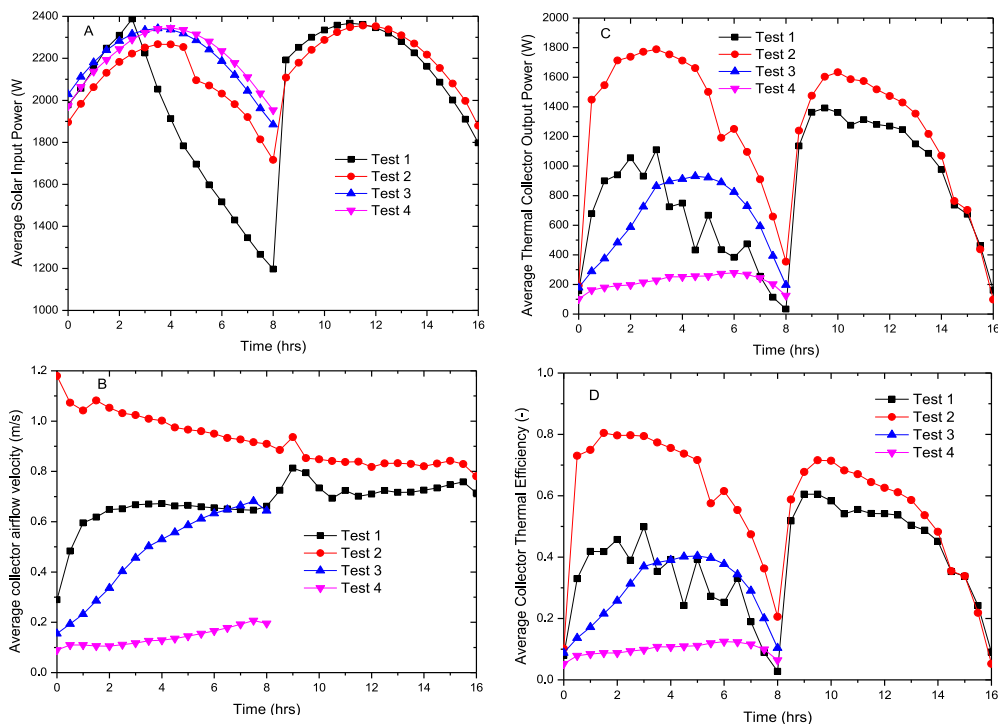 A
Average Solar Input Power (W
2400
2200
2000
1800
1600
1400
1200
1000
0 2 4 6 8 10 12 14 16
Time (hrs)
Test 1
Test 2
Test 3
Test 4
C
Average Thermal Collector Output Power (W)
2000
1800
1600
1400
1200
1000
800
600
400
200
0
0 2 4 6 8 10 12 14 16
Time (hrs)
Test 1
Test 2
Test 3
Test 4
B
Average collector airflow velocity (m/s)
1.2
1.0
0.8
0.6
0.4
0.2
0.0
0 2 4 6 8 10 12 14 16
Time (hrs)
Test 1
Test 2
Test 3
Test 4
D
Average Collector Thermal Efficiency (-)
1.0
0.8
0.6
0.4
0.2
0.0
0 2 4 6 8 10 12 14 16
Time (hrs)
Test 1
Test 2
Test 3
Test 4